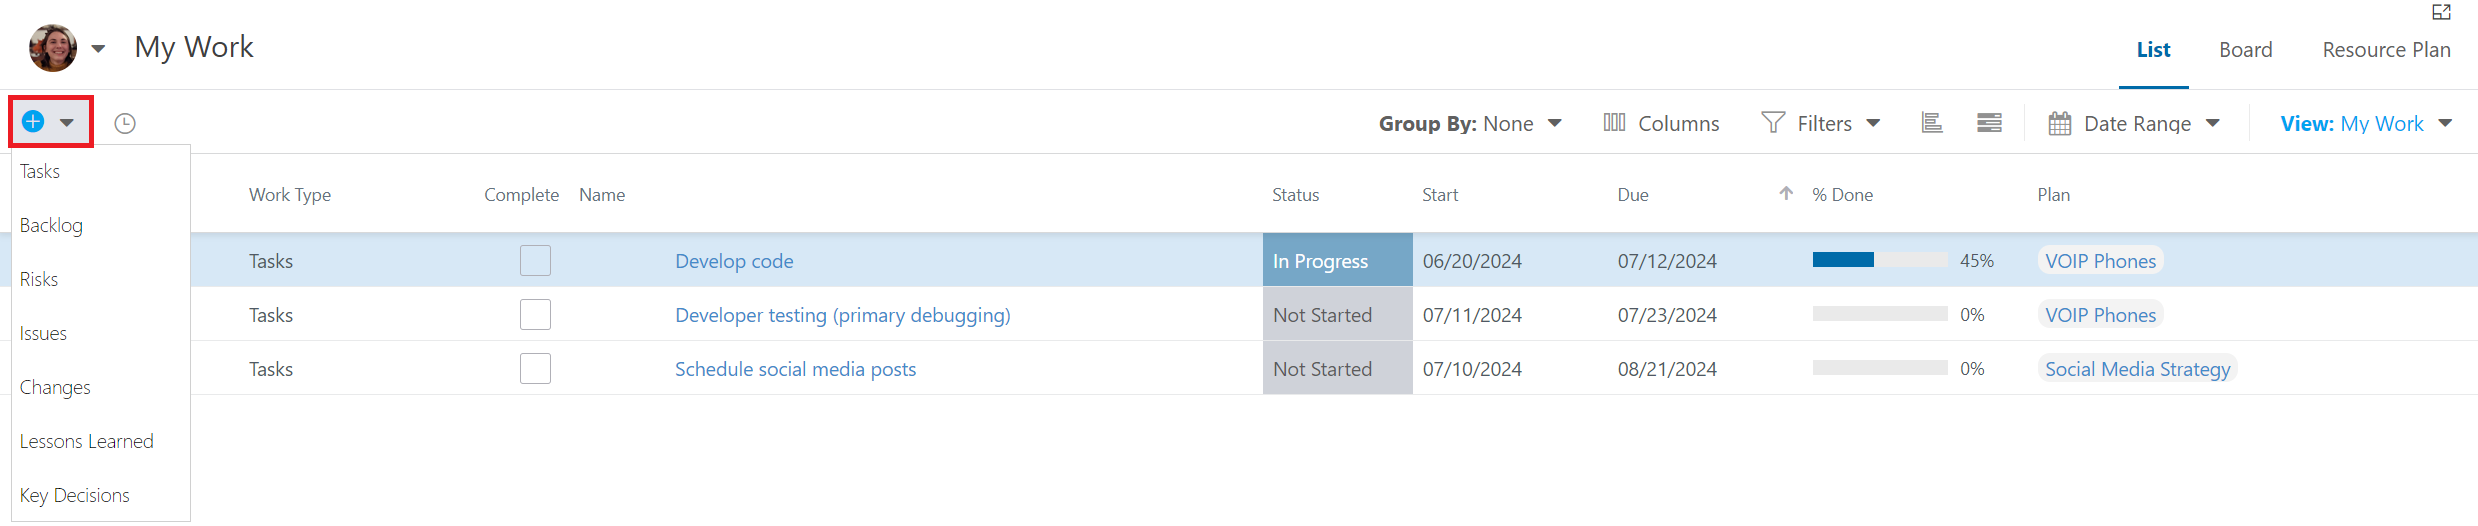 My Work
List Board Resource Plan
Group By: None Columns Filters Date Range View: My Work
Tasks
Backlog
Risks
Issues
Changes
Lessons Learned
Key Decisions
Work Type Complete Name Status Start Due % Done Plan
Tasks Develop code In Progress 06/20/2024 07/12/2024 45% VOIP Phones
Tasks Developer testing (primary debugging) Not Started 07/11/2024 07/23/2024 0% VOIP Phones
Tasks Schedule social media posts Not Started 07/10/2024 08/21/2024 0% Social Media Strategy